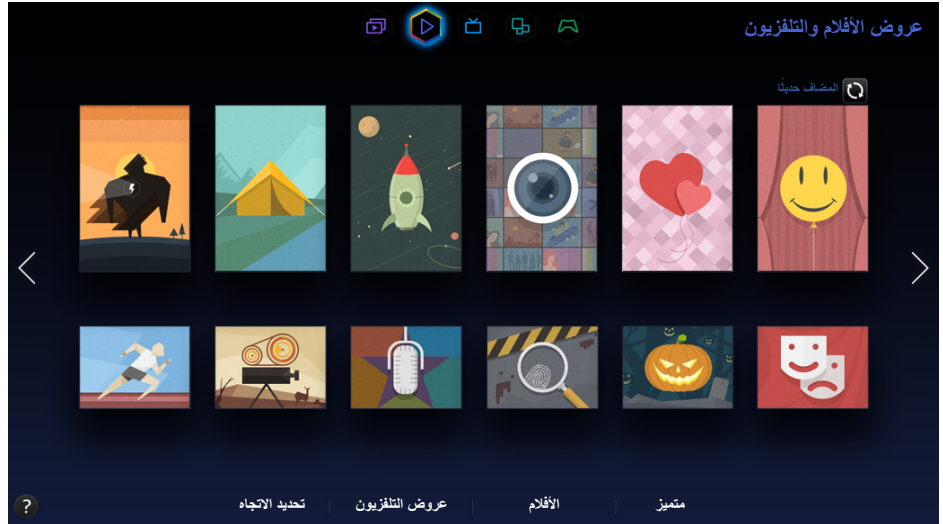 عروض الأفلام والتلفزيون
المضاف حديثًا
متميز
الأفلام
عروض التلفزيون
تحديد الاتجاه
?